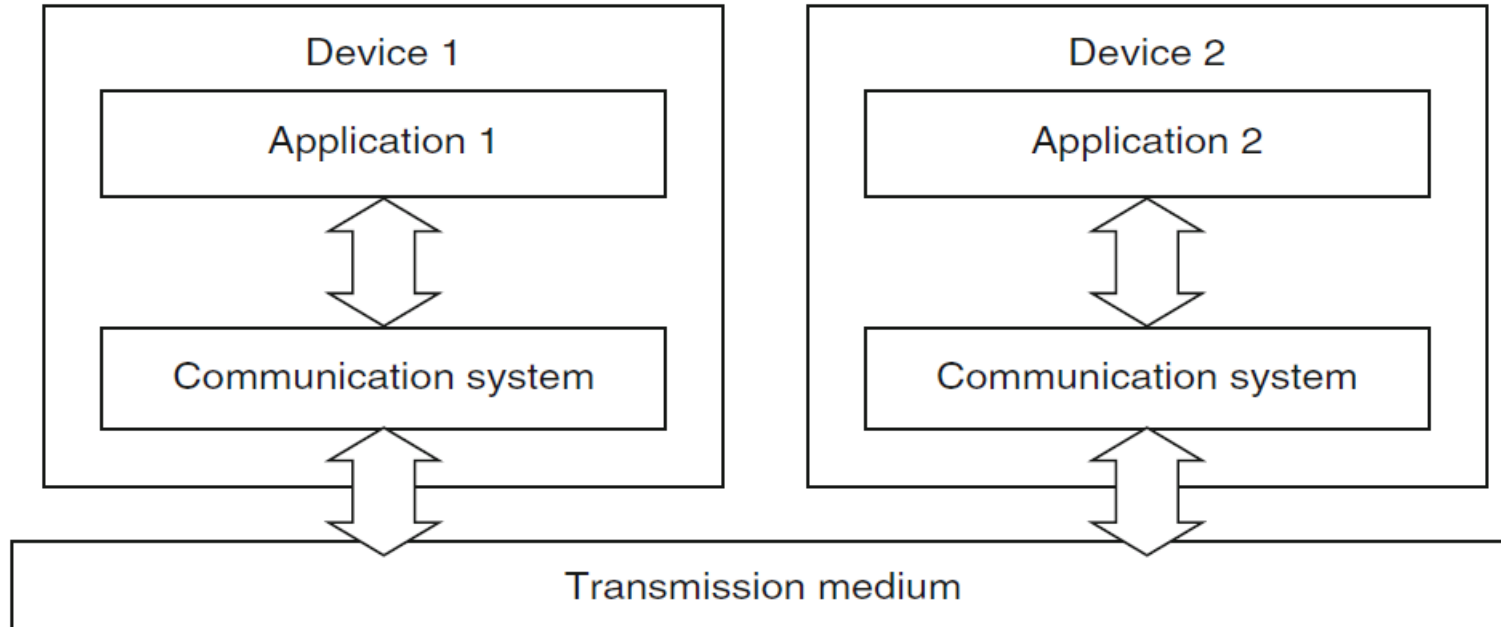 Device 1
Application 1
Communication system
Device 2
Application 2
Communication system
Transmission medium